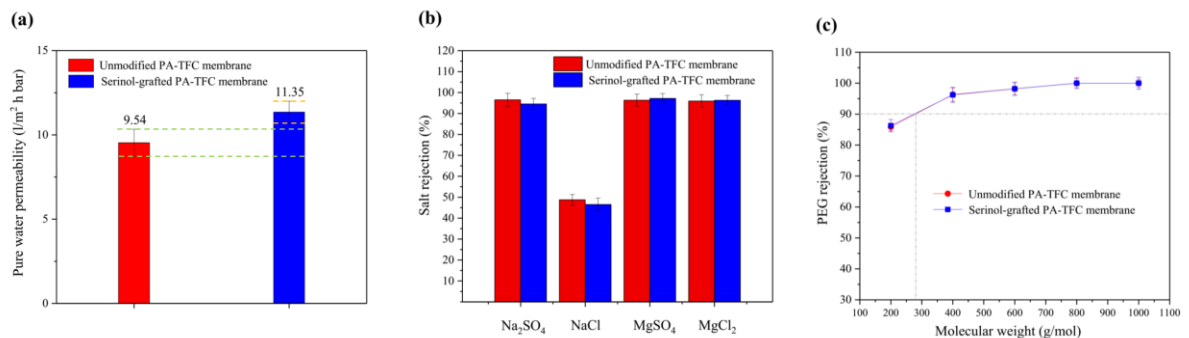 (a)
Pure water permeability (l/m² h bar)
15
10
5
0
Unmodified PA-TFC membrane
Serinol-grafted PA-TFC membrane
9.54
11.35
(b)
Salt rejection (%)
120
110
100
90
80
70
60
50
40
30
20
10
0
Unmodified PA-TFC membrane
Serinol-grafted PA-TFC membrane
Na₂SO₄ NaCl MgSO₄ MgCl₂
(c)
PEG rejection (%)
110
100
90
80
70
60
50
40
30
Unmodified PA-TFC membrane
Serinol-grafted PA-TFC membrane
100 200 300 400 500 600 700 800 900 1000 1100
Molecular weight (g/mol)